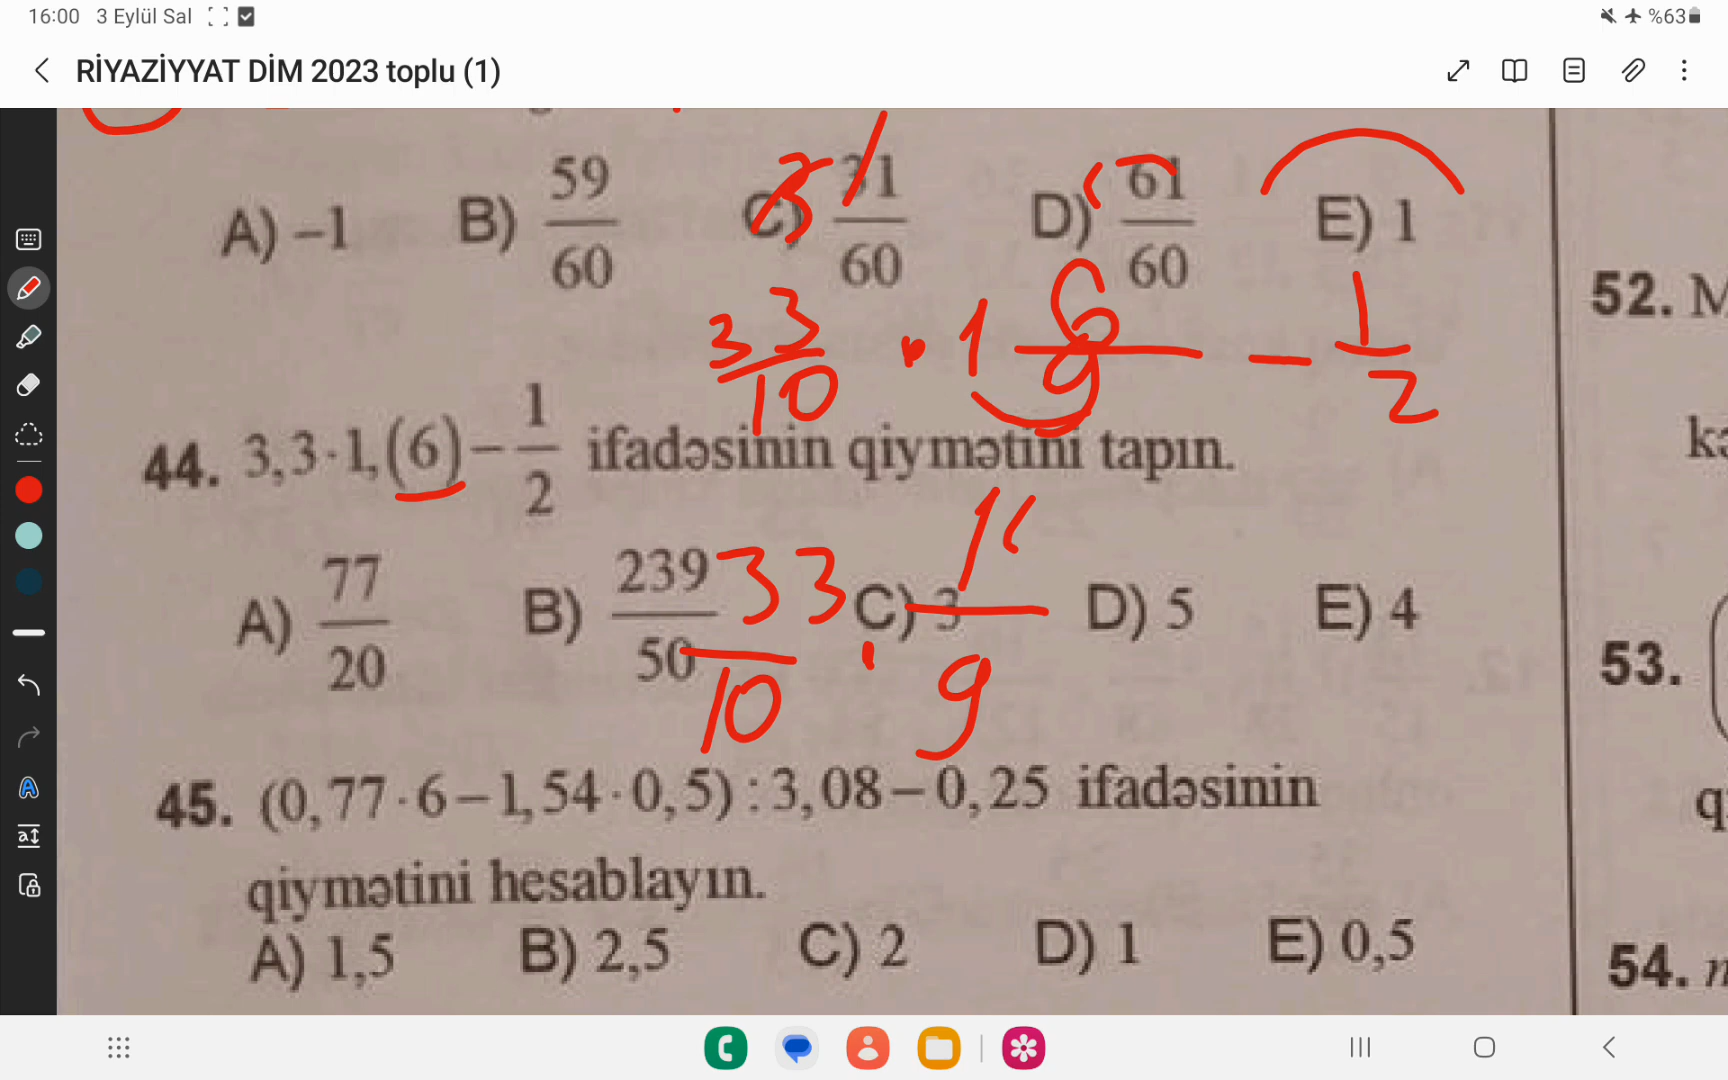 16:00 3 Eylül Sal %63
RİYAZİYYAT DİM 2023 toplu (1)
A) –1 B) 59/60 C) 31/60 D) 61/60 E) 1
3 3/10 · 1 6/9 – 1/2
52. M
44. 3,3·1,(6)– 1/2 ifadəsinin qiymətini tapın.
kə
A) 77/20 B) 239/50 C) 3 D) 5 E) 4
33/10 ·
53.
45. (0,77·6–1,54·0,5):3,08–0,25 ifadəsinin
qiymətini hesablayın.
A) 1,5 B) 2,5 C) 2 D) 1 E) 0,5
54.